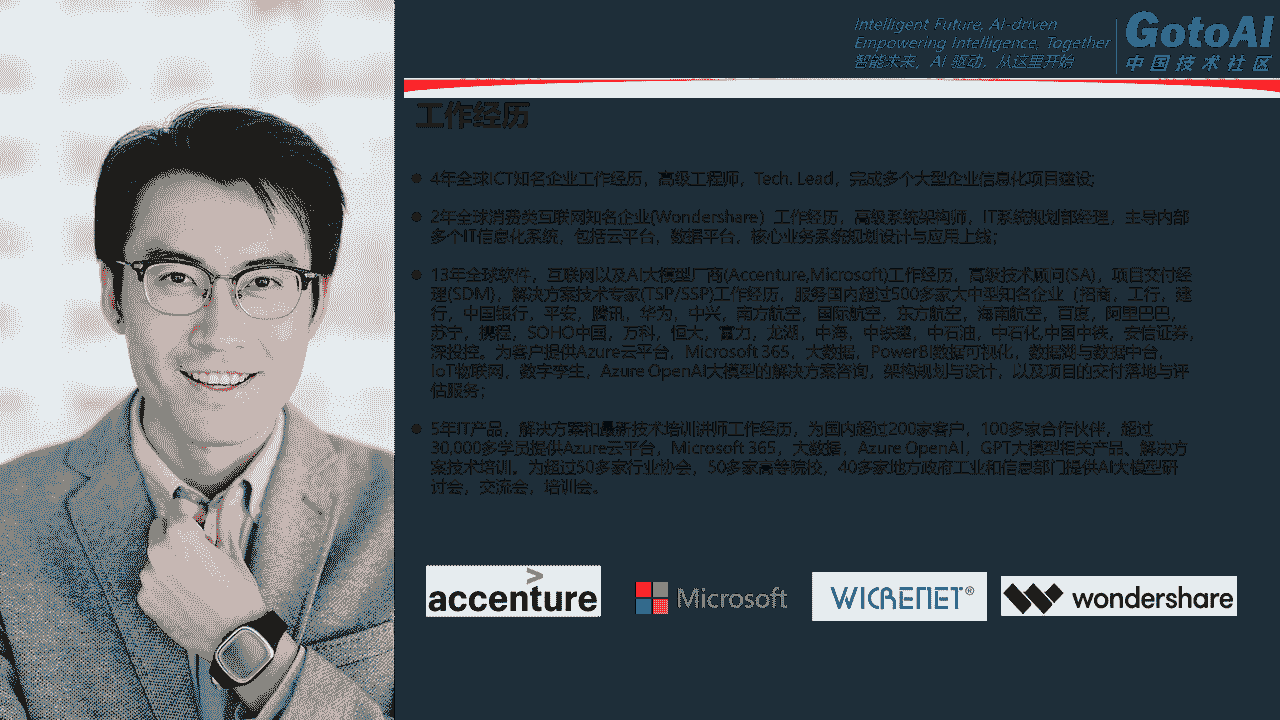 Intelligent Future, AI-driven
Empowering Intelligence, Together
智能未来，AI 驱动，从这里开始
GotoAI
中国技术社区
工作经历
4年全球ICT知名企业工作经历，高级工程师，Tech. Lead，完成多个大型企业信息化项目建设;
2年全球消费类互联网知名企业(Wondershare）工作经历，高级系统架构师，IT系统规划部经理，主导内部
多个IT信息化系统，包括云平台，数据平台，核心业务系统规划设计与应用上线；
13年全球软件，互联网以及AI大模型厂商(Accenture,Microsoft)工作经历，高级技术顾问(SA)，项目交付经
理(SDM)，解决方案技术专家(TSP/SSP)工作经历，服务国内超过500多家大中型知名企业（招商，工行，建
行，中国银行，平安，腾讯，华为，中兴，南方航空，国际航空，东方航空，海南航空，百度，阿里巴巴，
苏宁，携程，SOHO中国，万科，恒大，富力，龙湖，中海，中铁建，中石油，中石化,中国中铁，安信证券，
深投控。为客户提供Azure云平台，Microsoft 365，大数据，PowerBI数据可视化，数据湖与数据中台，
IoT物联网，数字孪生，Azure OpenAI大模型的解决方案咨询，架构规划与设计，以及项目的交付落地与评
估服务；
5年IT产品，解决方案和最新技术培训讲师工作经历，为国内超过200家客户，100多家合作伙伴，超过
30,000多学员提供Azure云平台，Microsoft 365，大数据，Azure OpenAI，GPT大模型相关产品、解决方
案技术培训。为超过50多家行业协会，50多家高等院校，40多家地方政府工业和信息部门提供AI大模型研
讨会，交流会，培训会。
accenture
Microsoft
WICRENET®
wondershare